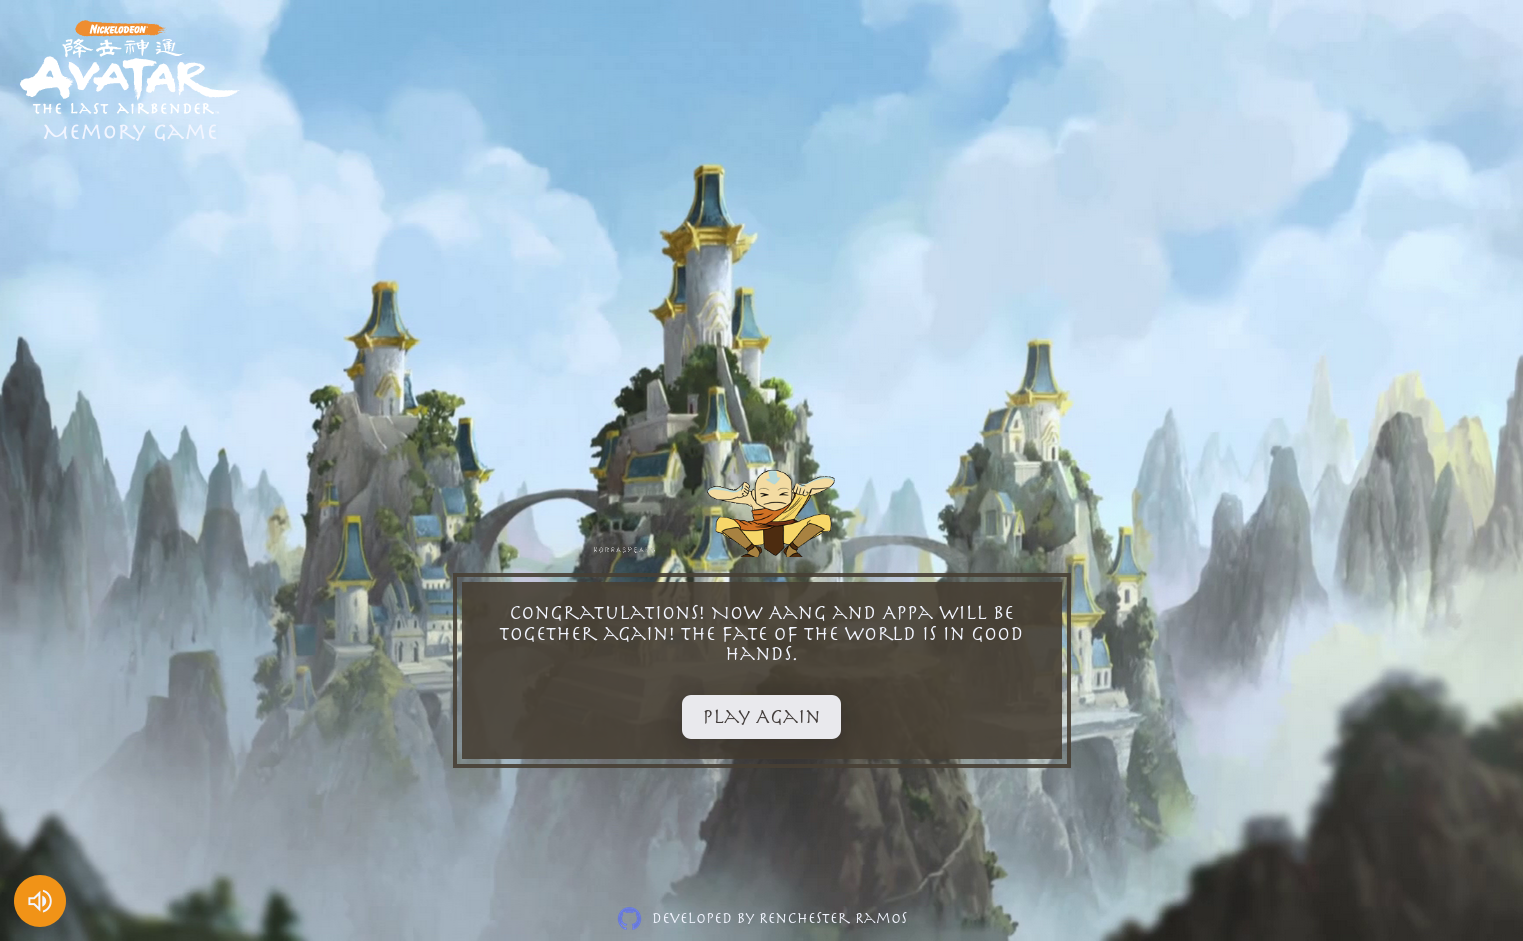 NICKELODEON
降世神通
AVATAR
THE LAST AIRBENDER.
Memory Game
KORRASPEA
Congratulations! Now Aang and Appa will be
together again! The fate of the world is in good
hands.
Play Again
Developed by Renchester Ramos